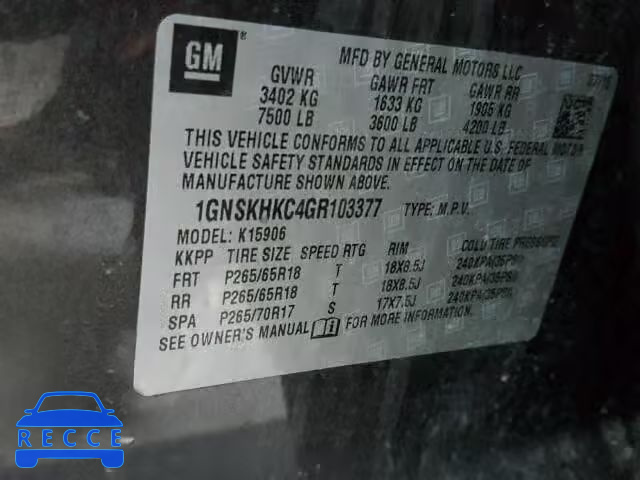 GM
®
MFD BY GENERAL MOTORS LLC
GVWR GAWR FRT GAWR RR
3402 KG 1633 KG 1905 KG
7500 LB 3600 LB 4200 LB
THIS VEHICLE CONFORMS TO ALL APPLICABLE U.S. FEDERAL MOTOR
VEHICLE SAFETY STANDARDS IN EFFECT ON THE DATE OF
MANUFACTURE SHOWN ABOVE.
1GNSKHKC4GR103377 TYPE: M.P.V.
MODEL: K15906
KKPP TIRE SIZE SPEED RTG RIM COLD TIRE PRESSURE
FRT P265/65R18 T 18X8.5J 240KPA(35PSI)
RR P265/65R18 T 18X8.5J 240KPA(35PSI)
SPA P265/70R17 S 17X7.5J 240KPA(35PSI)
SEE OWNER'S MANUAL FOR MORE INFORMATION.
RECCE